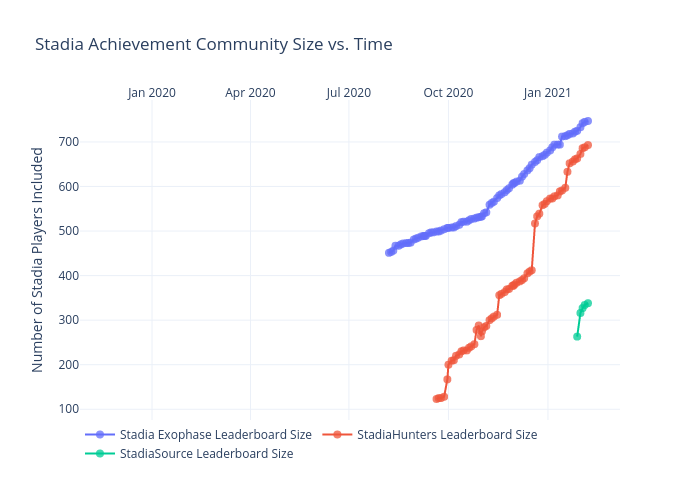 Stadia Achievement Community Size vs. Time
Jan 2020 Apr 2020 Jul 2020 Oct 2020 Jan 2021
700
600
500
400
300
200
100
Number of Stadia Players Included
Stadia Exophase Leaderboard Size StadiaHunters Leaderboard Size
StadiaSource Leaderboard Size